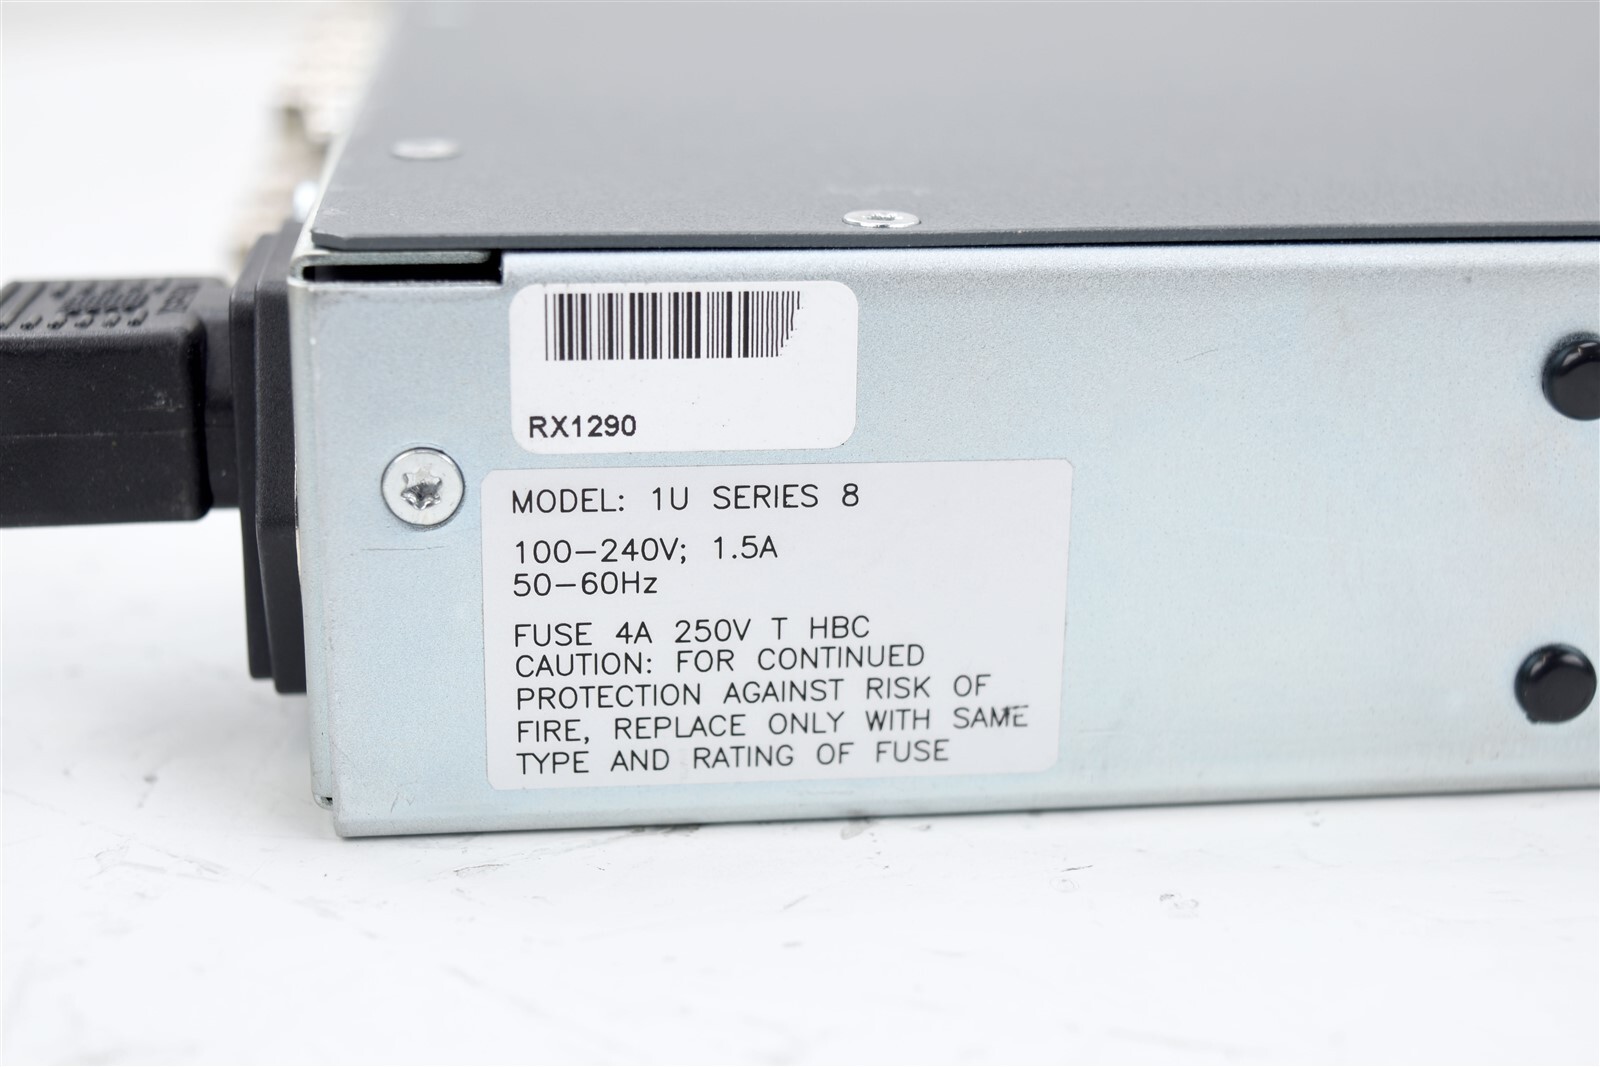 RX1290
MODEL: 1U SERIES 8
100-240V; 1.5A
50-60Hz
FUSE 4A 250V T HBC
CAUTION: FOR CONTINUED
PROTECTION AGAINST RISK OF
FIRE, REPLACE ONLY WITH SAME
TYPE AND RATING OF FUSE